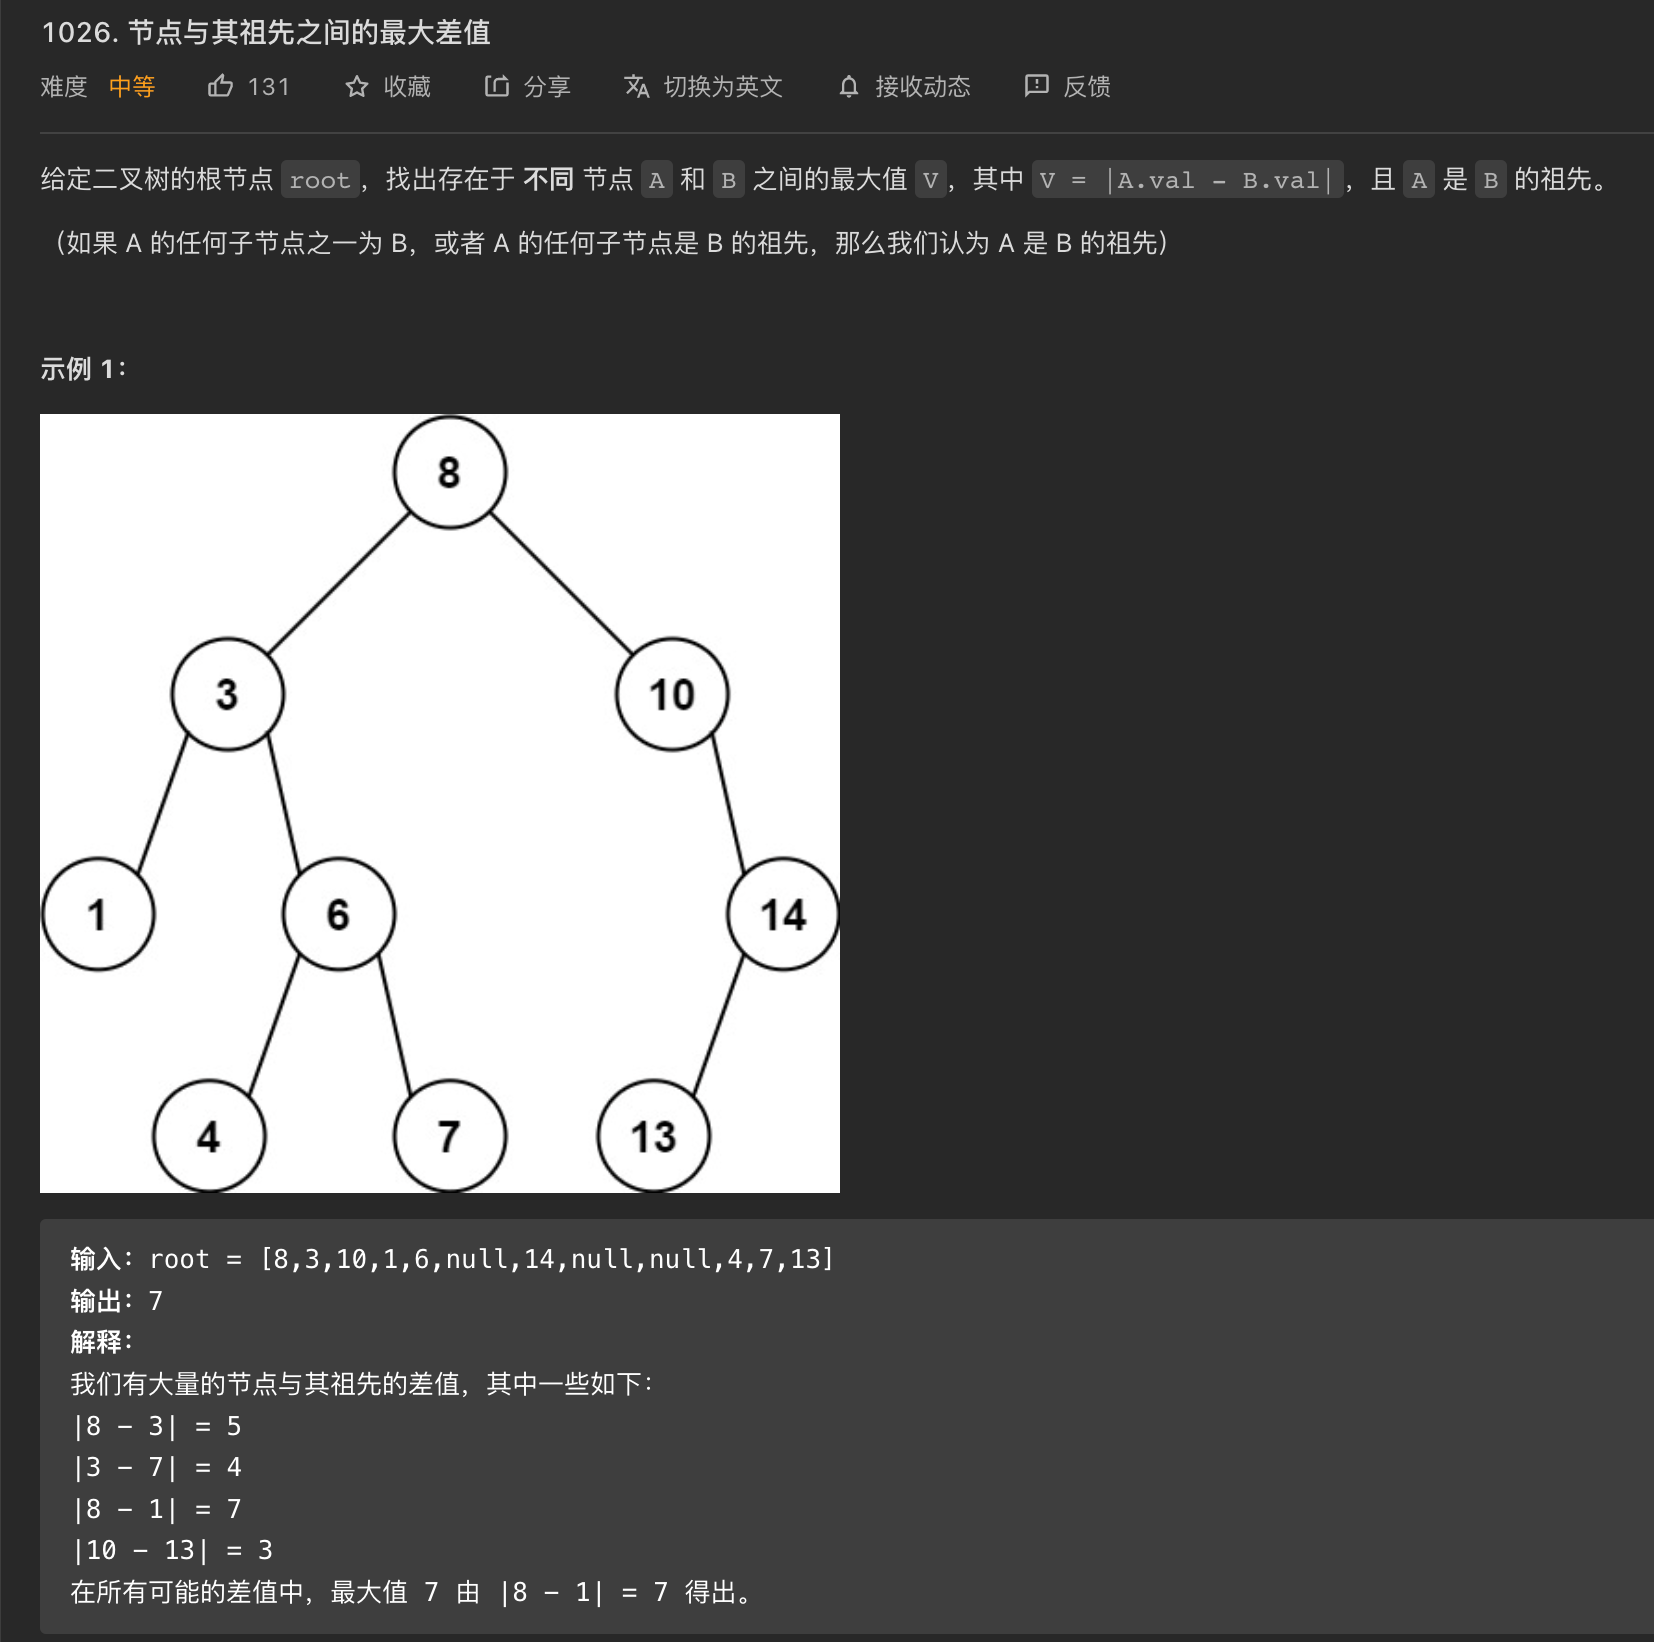 1026. 节点与其祖先之间的最大差值
难度 中等 131 收藏 分享 切换为英文 接收动态 反馈
给定二叉树的根节点 root，找出存在于 不同 节点 A 和 B 之间的最大值 V，其中 V = |A.val - B.val|，且 A 是 B 的祖先。
（如果 A 的任何子节点之一为 B，或者 A 的任何子节点是 B 的祖先，那么我们认为 A 是 B 的祖先）
示例 1：
8
3 10
1 6 14
4 7 13
输入：root = [8,3,10,1,6,null,14,null,null,4,7,13]
输出：7
解释：
我们有大量的节点与其祖先的差值，其中一些如下：
|8 - 3| = 5
|3 - 7| = 4
|8 - 1| = 7
|10 - 13| = 3
在所有可能的差值中，最大值 7 由 |8 - 1| = 7 得出。